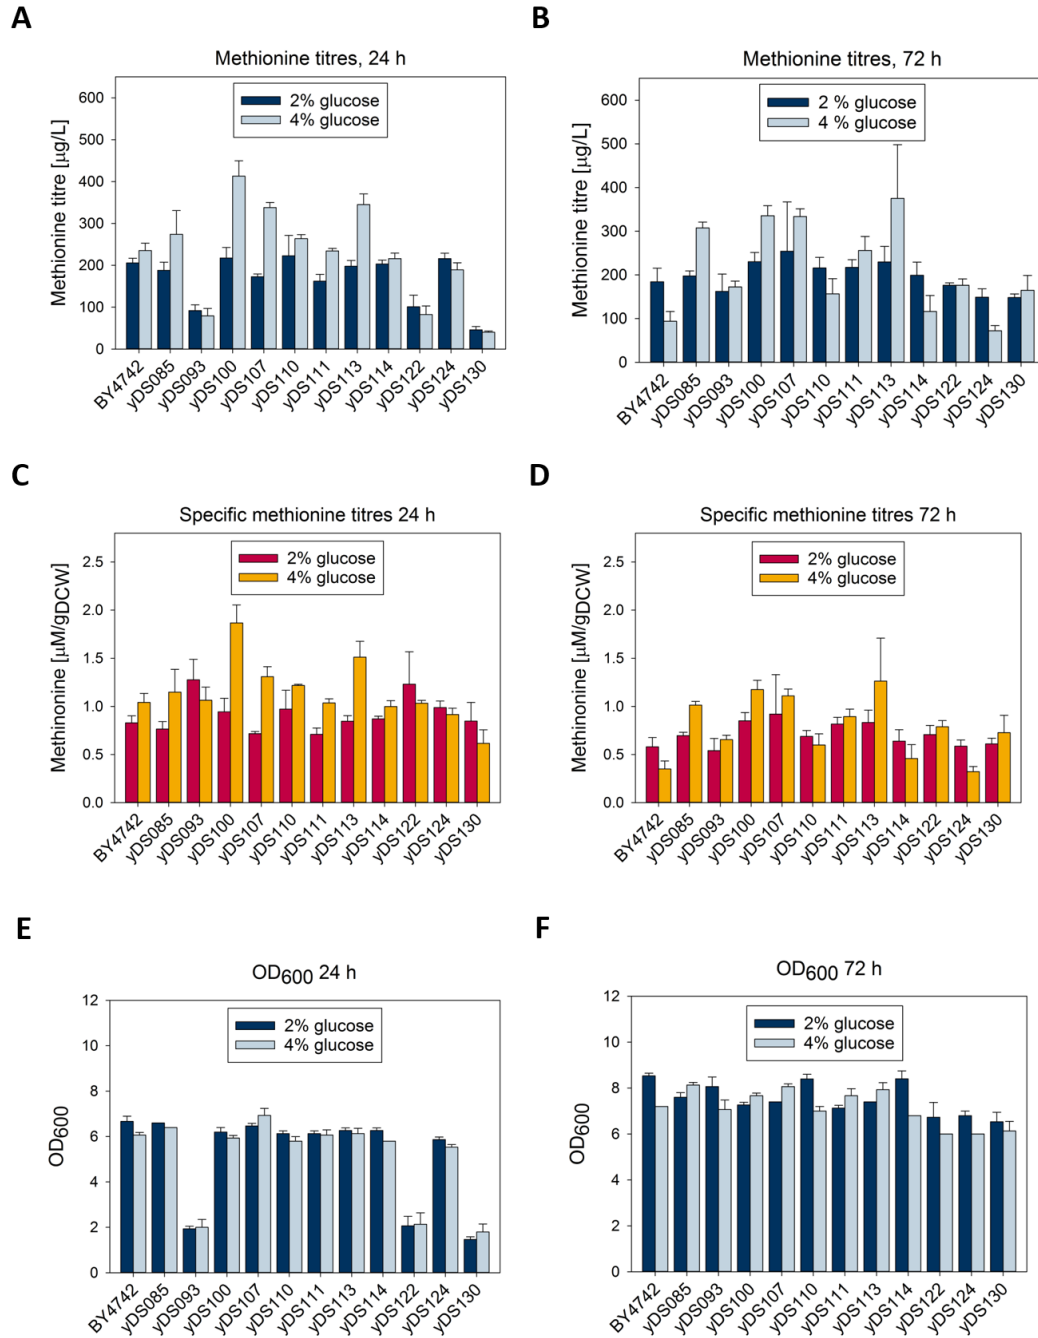 A
Methionine titres, 24 h
Methionine titre [µg/L]
600
500
400
300
200
100
0
2% glucose
4% glucose
BY4742
yDS085
yDS093
yDS100
yDS107
yDS110
yDS111
yDS113
yDS114
yDS122
yDS124
yDS130
B
Methionine titres, 72 h
Methionine titre [µg/L]
600
500
400
300
200
100
0
2 % glucose
4 % glucose
BY4742
yDS085
yDS093
yDS100
yDS107
yDS110
yDS111
yDS113
yDS114
yDS122
yDS124
yDS130
C
Specific methionine titres 24 h
Methinonine [µM/gDCW]
2.5
2.0
1.5
1.0
0.5
0.0
2% glucose
4% glucose
BY4742
yDS085
yDS093
yDS100
yDS107
yDS110
yDS111
yDS113
yDS114
yDS122
yDS124
yDS130
D
Specific methionine titres 72 h
Methinonine [µM/gDCW]
2.5
2.0
1.5
1.0
0.5
0.0
2% glucose
4% glucose
BY4742
yDS085
yDS093
yDS100
yDS107
yDS110
yDS111
yDS113
yDS114
yDS122
yDS124
yDS130
E
OD600 24 h
OD600
12
10
8
6
4
2
0
2% glucose
4% glucose
BY4742
yDS085
yDS093
yDS100
yDS107
yDS110
yDS111
yDS113
yDS114
yDS122
yDS124
yDS130
F
OD600 72 h
OD600
12
10
8
6
4
2
0
2% glucose
4% glucose
BY4742
yDS085
yDS093
yDS100
yDS107
yDS110
yDS111
yDS113
yDS114
yDS122
yDS124
yDS130